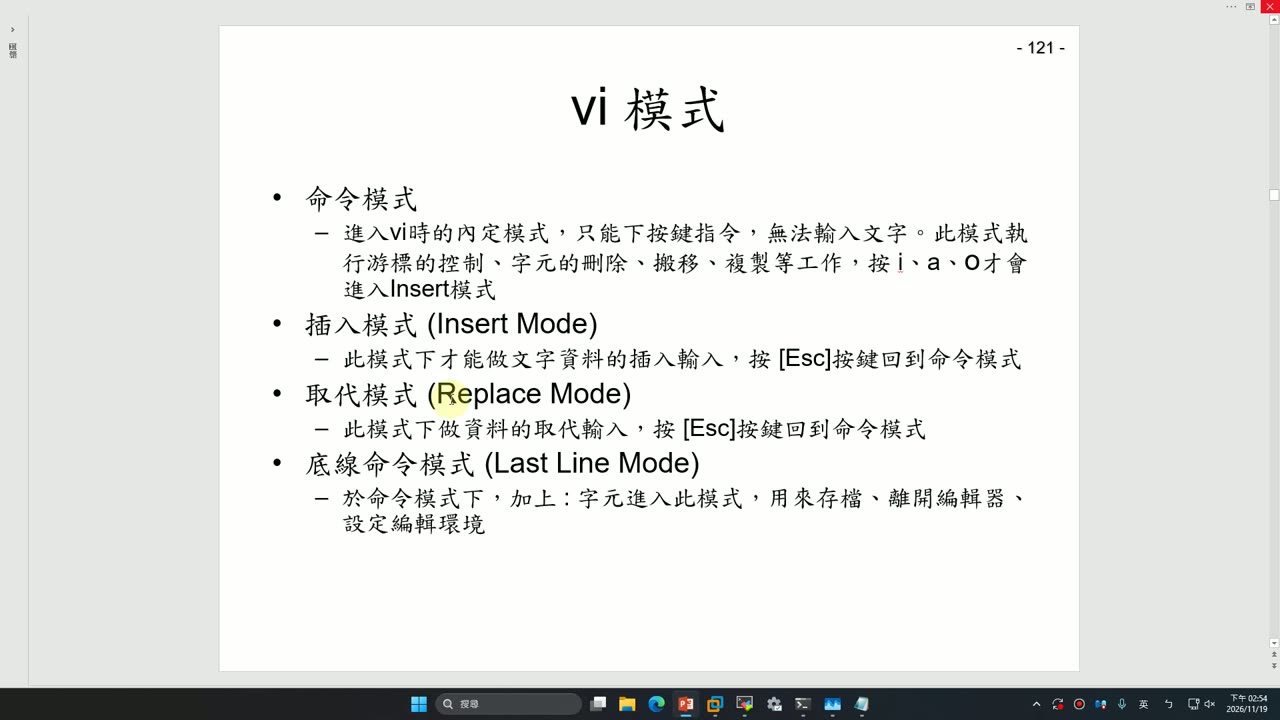 - 121 -
vi 模式
• 命令模式
– 進入vi時的內定模式，只能下按鍵指令，無法輸入文字。此模式執
行游標的控制、字元的刪除、搬移、複製等工作，按 i、a、o才會
進入Insert模式
• 插入模式 (Insert Mode)
– 此模式下才能做文字資料的插入輸入，按 [Esc]按鍵回到命令模式
• 取代模式 (Replace Mode)
– 此模式下做資料的取代輸入，按 [Esc]按鍵回到命令模式
• 底線命令模式 (Last Line Mode)
– 於命令模式下，加上 : 字元進入此模式，用來存檔、離開編輯器、
設定編輯環境
搜尋
英
下午 02:54
2026/11/19